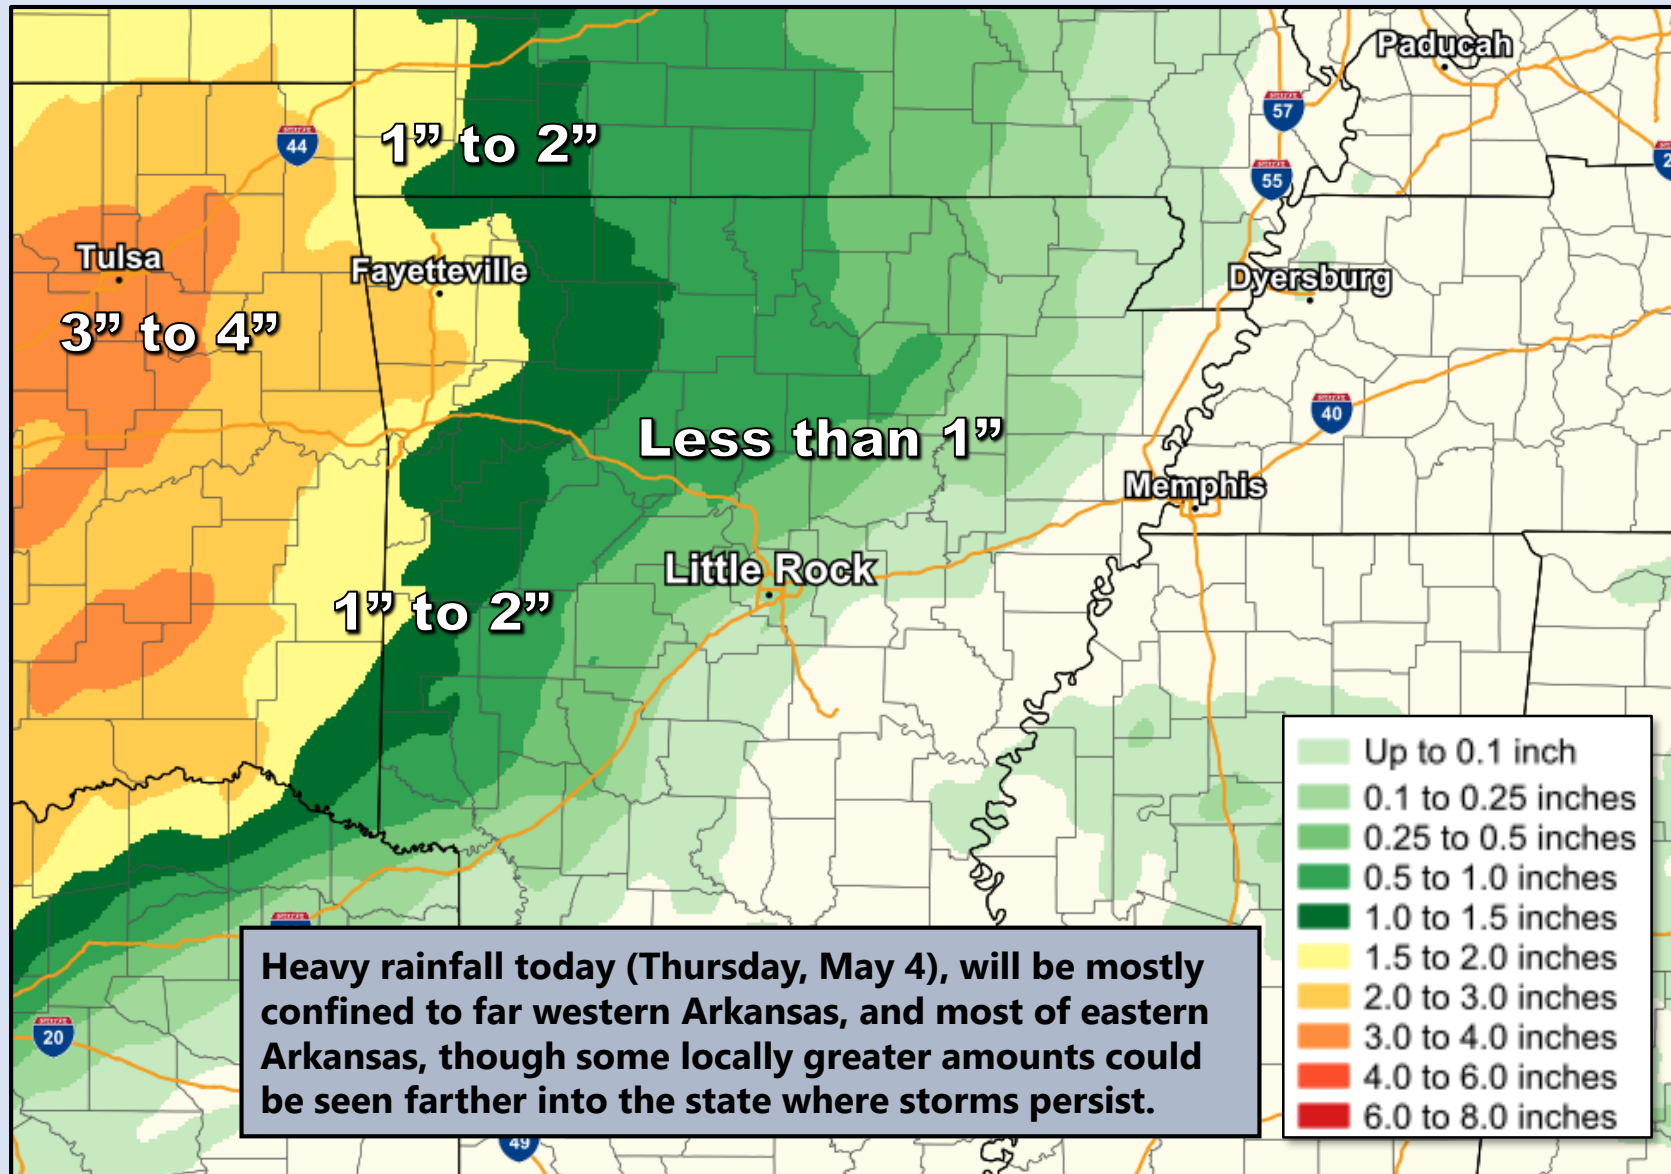 Paducah
57
44
1” to 2”
55
2
Tulsa
Fayetteville
Dyersburg
3” to 4”
40
Less than 1”
Memphis
Little Rock
1” to 2”
Up to 0.1 inch
0.1 to 0.25 inches
0.25 to 0.5 inches
0.5 to 1.0 inches
1.0 to 1.5 inches
1.5 to 2.0 inches
2.0 to 3.0 inches
3.0 to 4.0 inches
4.0 to 6.0 inches
6.0 to 8.0 inches
Heavy rainfall today (Thursday, May 4), will be mostly
confined to far western Arkansas, and most of eastern
Arkansas, though some locally greater amounts could
be seen farther into the state where storms persist.
20
49